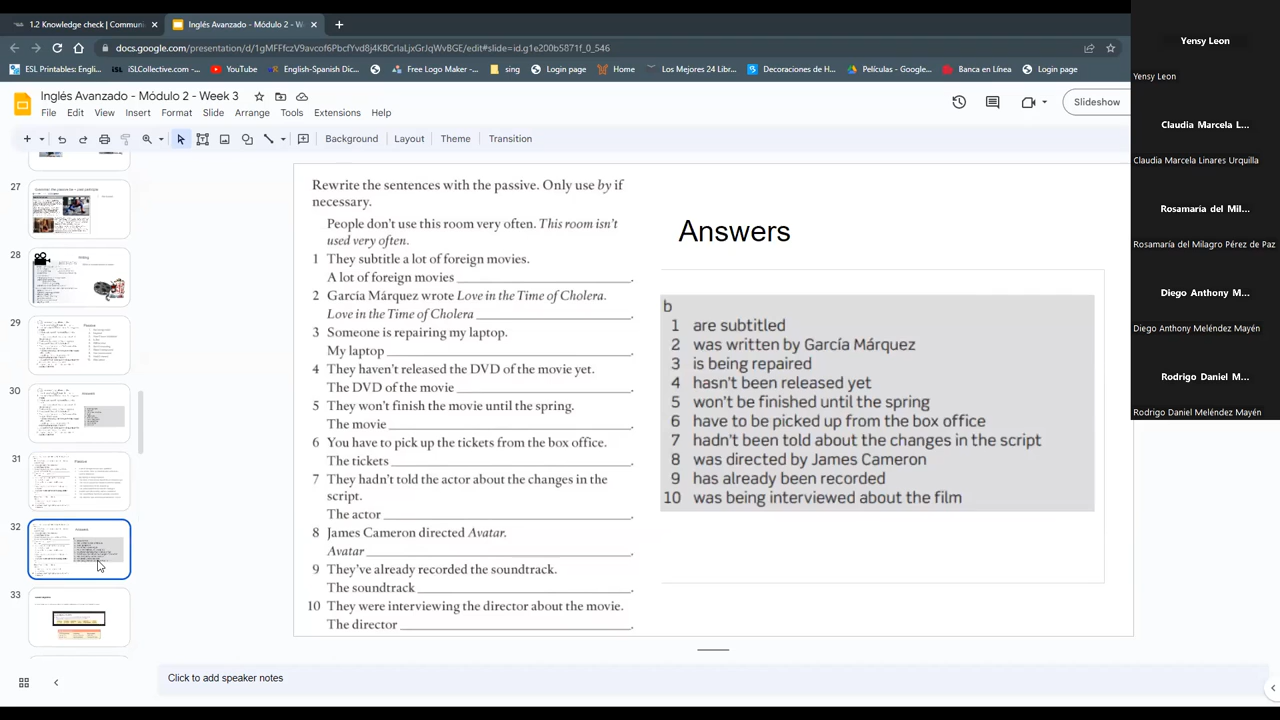 1.2 Knowledge check | Communi
Inglés Avanzado - Módulo 2 - W
docs.google.com/presentation/d/1gMFFfczV9avcof6PbcfYvd8j4KBCrlaLjxGrJqWvBGE/edit#slide=id.g1e200b5871f_0_546
ESL Printables: Engli...
iSLCollective.com -...
YouTube
English-Spanish Dic...
Free Logo Maker -...
sing
Login page
Home
Los Mejores 24 Libr...
Decoraciones de H...
Películas - Google...
Banca en Línea
Login page
Inglés Avanzado - Módulo 2 - Week 3
File Edit View Insert Format Slide Arrange Tools Extensions Help
Slideshow
Background Layout Theme Transition
27
28
29
30
31
32
33
the sentences with the passive. Only use by if
necessary.
People don't use this room very often. This room isn't
used very often.
1 They subtitle a lot of foreign movies.
A lot of foreign movies
2 García Márquez wrote Love in the Time of Cholera.
Love in the Time of Cholera
Someone is repairing my laptop.
My laptop
4 They haven't released the DVD of the movie yet.
The DVD of the movie
They won't finish the movie until the spring.
The movie
6 You have to pick up the tickets from the box office.
The tickets
They hadn't told the actor about the changes in the
script.
The actor
James Cameron directed Avatar.
Avatar
9 They've already recorded the soundtrack.
The soundtrack
10 They were interviewing the director about the movie.
The director
Answers
b
1 are subtitled
2 was written by García Márquez
3 is being repaired
4 hasn't been released yet
5 won't be finished until the spring
6 have to be picked up from the box office
7 hadn't been told about the changes in the script
8 was directed by James Cameron
9 has already been recorded
10 was being interviewed about the film
Click to add speaker notes
Yensy Leon
Yensy Leon
Claudia Marcela L...
Claudia Marcela Linares Urquilla
Rosamaría del Mil...
Rosamaría del Milagro Pérez de Paz
Diego Anthony M...
Diego Anthony Meléndez Mayén
Rodrigo Daniel M...
Rodrigo Daniel Meléndez Mayén